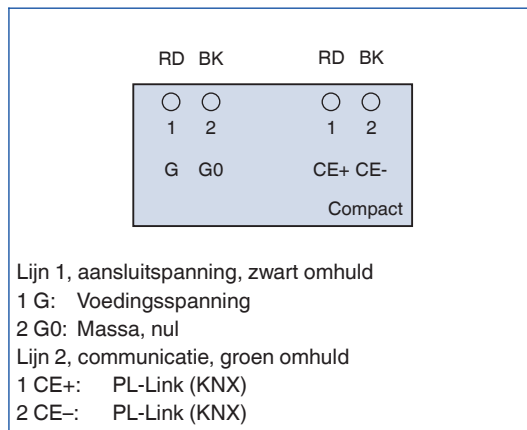 RD BK RD BK
1 2 1 2
G G0 CE+ CE-
Compact
Lijn 1, aansluitspanning, zwart omhuld
1 G: Voedingsspanning
2 G0: Massa, nul
Lijn 2, communicatie, groen omhuld
1 CE+: PL-Link (KNX)
2 CE–: PL-Link (KNX)